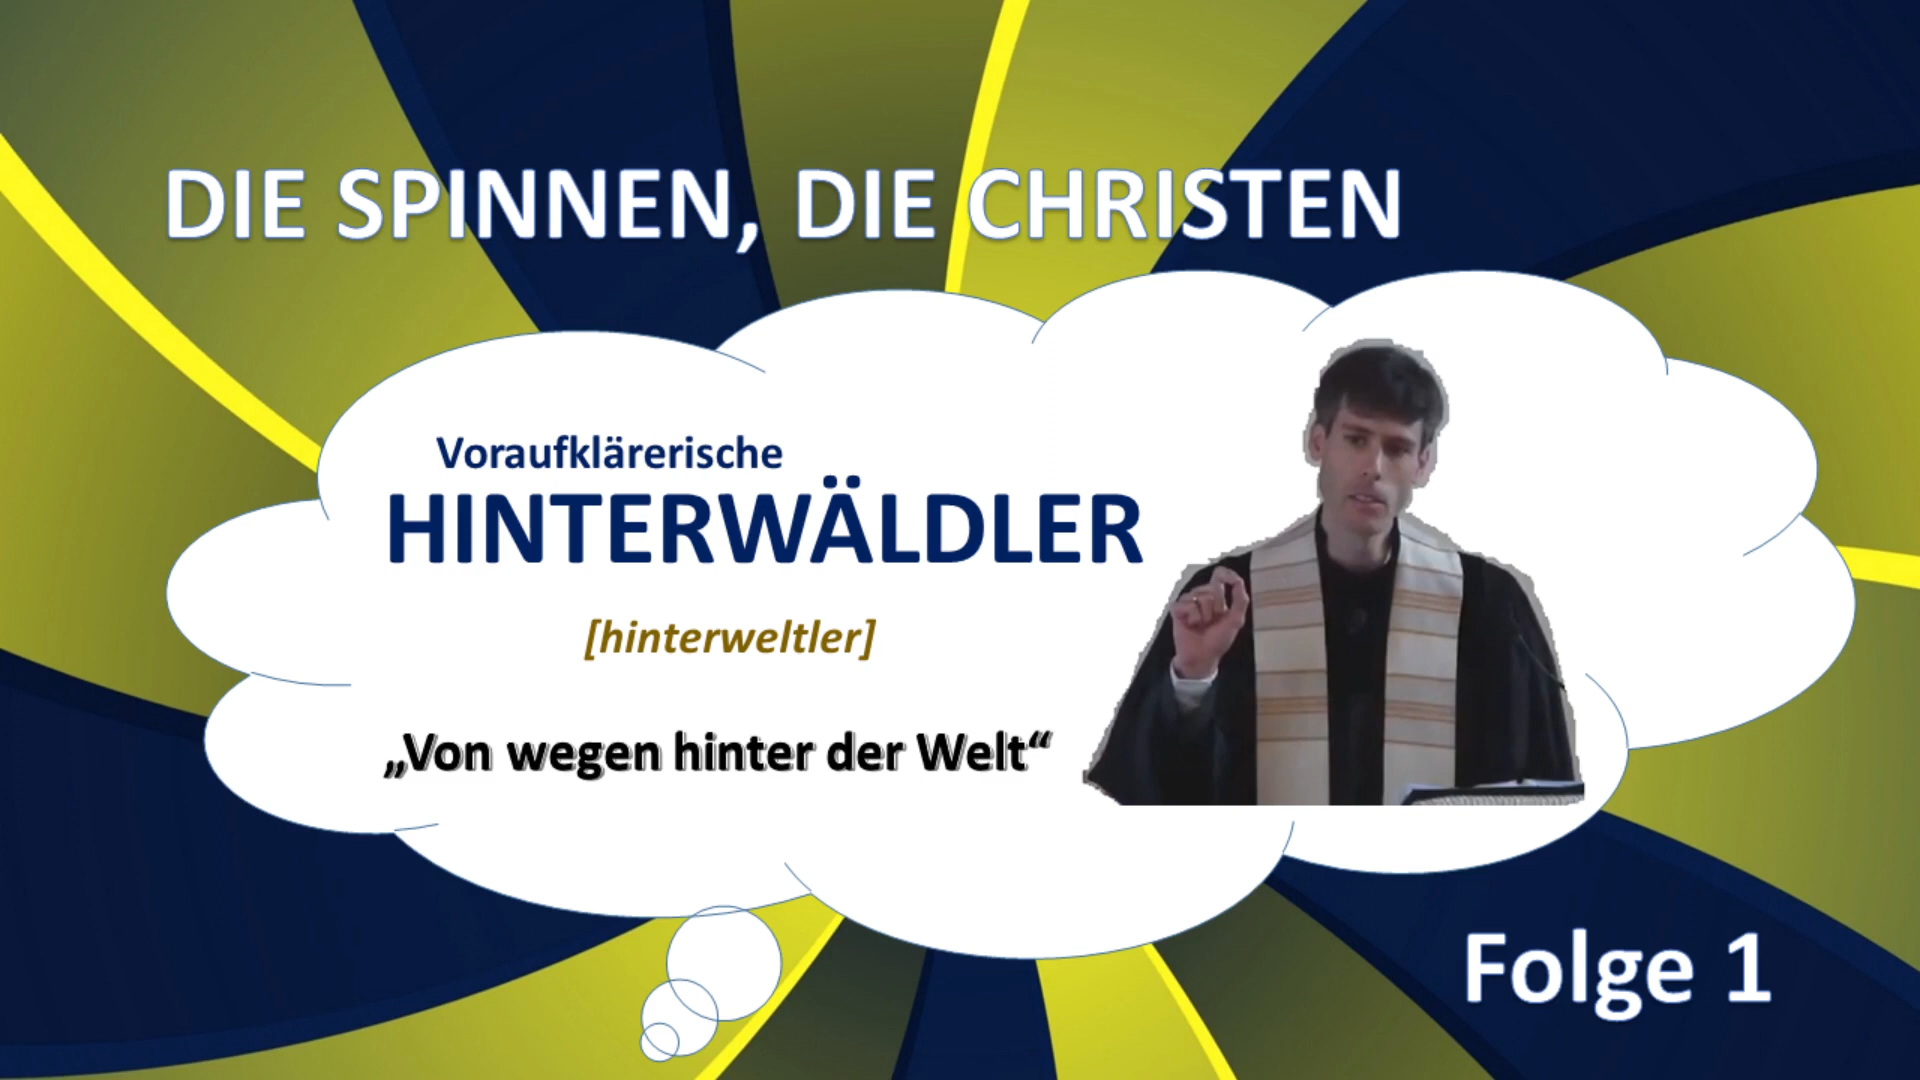 DIE SPINNEN, DIE CHRISTEN
Voraufklärerische
HINTERWÄLDLER
[hinterweltler]
„Von wegen hinter der Welt“
Folge 1